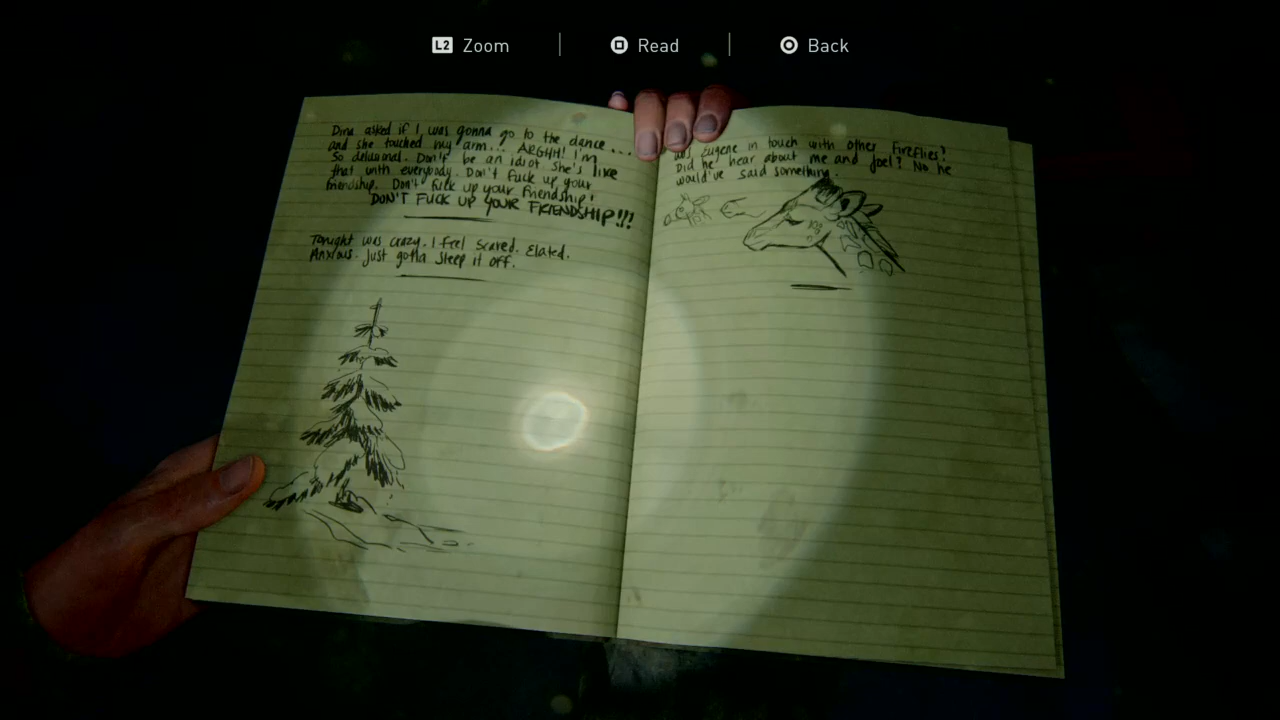 L2 Zoom | Read | Back
Dina asked if I was gonna go to the dance...
and she touched my arm... ARGHH! I'm
So delusional. Don't be an idiot. She's like
that with everybody. Don't fuck up your
friendship. Don't fuck up your friendship!
DON'T FUCK UP YOUR FRIENDSHIP!!!
Tonight was crazy. I feel scared. Elated.
Anxious. Just gotta sleep it off.
was Eugene in touch with other Fireflies?
Did he hear about me and Joel? No he
would've said something.